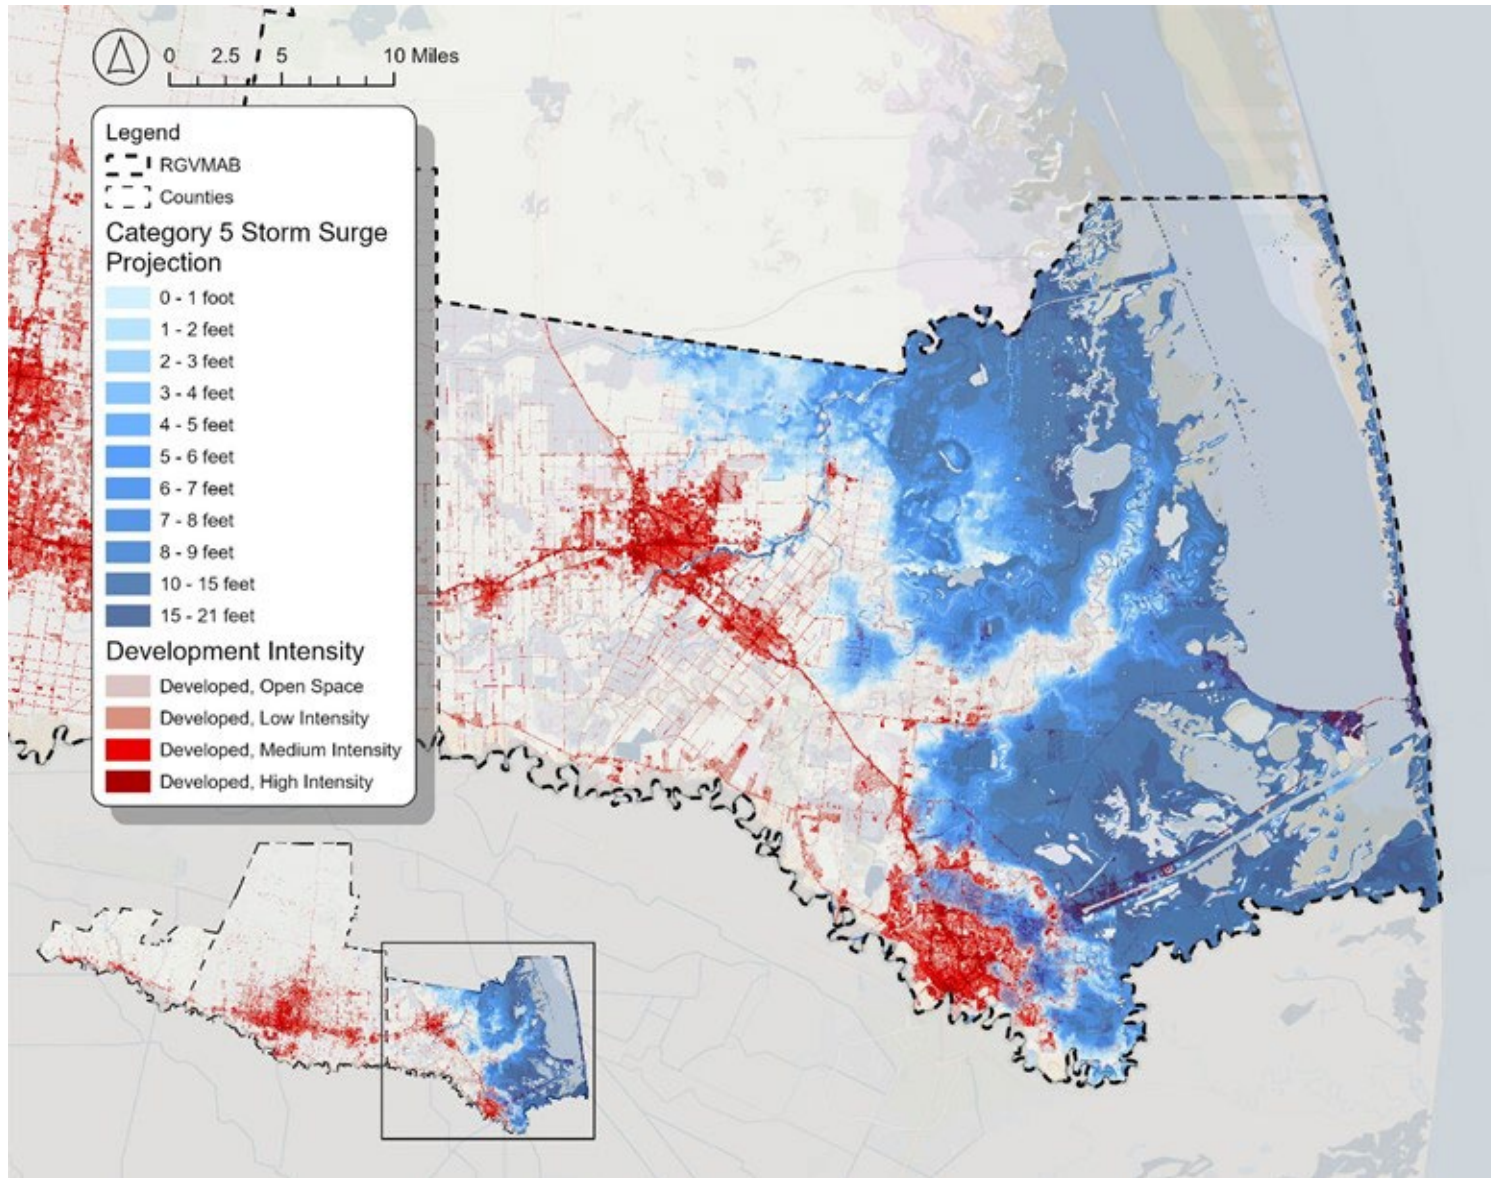 0 2.5 5 10 Miles
Legend
RGVMAB
Counties
Category 5 Storm Surge
Projection
0 - 1 foot
1 - 2 feet
2 - 3 feet
3 - 4 feet
4 - 5 feet
5 - 6 feet
6 - 7 feet
7 - 8 feet
8 - 9 feet
10 - 15 feet
15 - 21 feet
Development Intensity
Developed, Open Space
Developed, Low Intensity
Developed, Medium Intensity
Developed, High Intensity